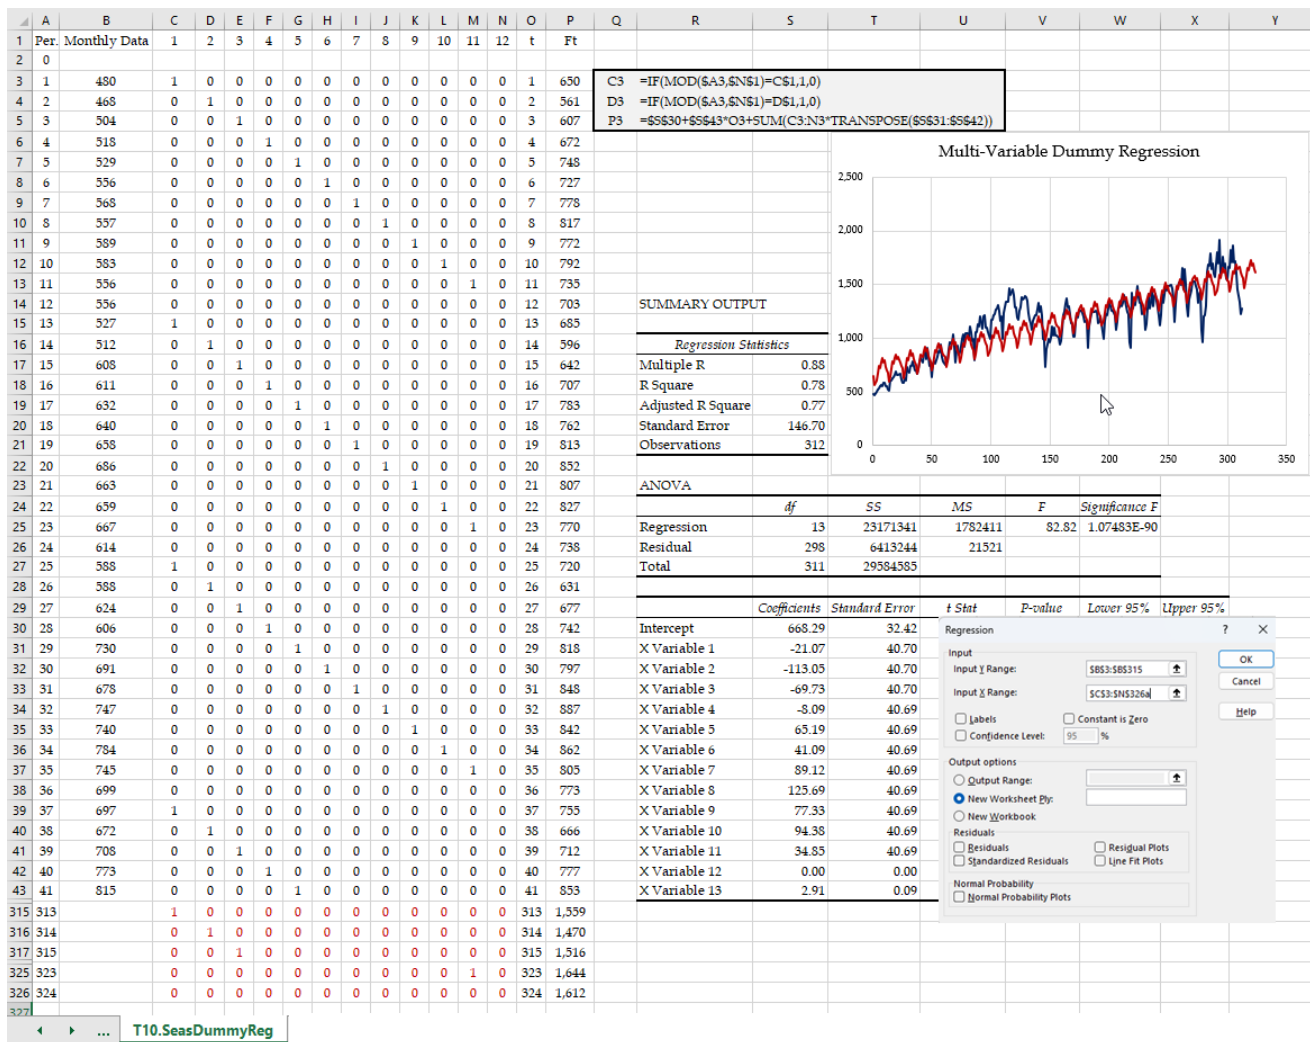 A B C D E F G H I J K L M N O P Q R S T U V W X Y
1 Per. Monthly Data 1 2 3 4 5 6 7 8 9 10 11 12 t Ft
2 0
3 1 480 1 0 0 0 0 0 0 0 0 0 0 0 1 650 C3 =IF(MOD($A3,$N$1)=C$1,1,0)
4 2 468 0 1 0 0 0 0 0 0 0 0 0 0 2 561 D3 =IF(MOD($A3,$N$1)=D$1,1,0)
5 3 504 0 0 1 0 0 0 0 0 0 0 0 0 3 607 P3 =$S$30+$S$43*O3+SUM(C3:N3*TRANSPOSE($S$31:$S$42))
6 4 518 0 0 0 1 0 0 0 0 0 0 0 0 4 672
7 5 529 0 0 0 0 1 0 0 0 0 0 0 0 5 748
8 6 556 0 0 0 0 0 1 0 0 0 0 0 0 6 727
9 7 568 0 0 0 0 0 0 1 0 0 0 0 0 7 778
10 8 557 0 0 0 0 0 0 0 1 0 0 0 0 8 817
11 9 589 0 0 0 0 0 0 0 0 1 0 0 0 9 772
12 10 583 0 0 0 0 0 0 0 0 0 1 0 0 10 792
13 11 556 0 0 0 0 0 0 0 0 0 0 1 0 11 735
14 12 556 0 0 0 0 0 0 0 0 0 0 0 0 12 703 SUMMARY OUTPUT
15 13 527 1 0 0 0 0 0 0 0 0 0 0 0 13 685
16 14 512 0 1 0 0 0 0 0 0 0 0 0 0 14 596 Regression Statistics
17 15 608 0 0 1 0 0 0 0 0 0 0 0 0 15 642 Multiple R 0.88
18 16 611 0 0 0 1 0 0 0 0 0 0 0 0 16 707 R Square 0.78
19 17 632 0 0 0 0 1 0 0 0 0 0 0 0 17 783 Adjusted R Square 0.77
20 18 640 0 0 0 0 0 1 0 0 0 0 0 0 18 762 Standard Error 146.70
21 19 658 0 0 0 0 0 0 1 0 0 0 0 0 19 813 Observations 312
22 20 686 0 0 0 0 0 0 0 1 0 0 0 0 20 852
23 21 663 0 0 0 0 0 0 0 0 1 0 0 0 21 807 ANOVA
24 22 659 0 0 0 0 0 0 0 0 0 1 0 0 22 827 df SS MS F Significance F
25 23 667 0 0 0 0 0 0 0 0 0 0 1 0 23 770 Regression 13 23171341 1782411 82.82 1.07483E-90
26 24 614 0 0 0 0 0 0 0 0 0 0 0 0 24 738 Residual 298 6413244 21521
27 25 588 1 0 0 0 0 0 0 0 0 0 0 0 25 720 Total 311 29584585
28 26 588 0 1 0 0 0 0 0 0 0 0 0 0 26 631
29 27 624 0 0 1 0 0 0 0 0 0 0 0 0 27 677 Coefficients Standard Error t Stat P-value Lower 95% Upper 95%
30 28 606 0 0 0 1 0 0 0 0 0 0 0 0 28 742 Intercept 668.29 32.42
31 29 730 0 0 0 0 1 0 0 0 0 0 0 0 29 818 X Variable 1 -21.07 40.70
32 30 691 0 0 0 0 0 1 0 0 0 0 0 0 30 797 X Variable 2 -113.05 40.70
33 31 678 0 0 0 0 0 0 1 0 0 0 0 0 31 848 X Variable 3 -69.73 40.70
34 32 747 0 0 0 0 0 0 0 1 0 0 0 0 32 887 X Variable 4 -8.09 40.69
35 33 740 0 0 0 0 0 0 0 0 1 0 0 0 33 842 X Variable 5 65.19 40.69
36 34 784 0 0 0 0 0 0 0 0 0 1 0 0 34 862 X Variable 6 41.09 40.69
37 35 745 0 0 0 0 0 0 0 0 0 0 1 0 35 805 X Variable 7 89.12 40.69
38 36 699 0 0 0 0 0 0 0 0 0 0 0 0 36 773 X Variable 8 125.69 40.69
39 37 697 1 0 0 0 0 0 0 0 0 0 0 0 37 755 X Variable 9 77.33 40.69
40 38 672 0 1 0 0 0 0 0 0 0 0 0 0 38 666 X Variable 10 94.38 40.69
41 39 708 0 0 1 0 0 0 0 0 0 0 0 0 39 712 X Variable 11 34.85 40.69
42 40 773 0 0 0 1 0 0 0 0 0 0 0 0 40 777 X Variable 12 0.00 0.00
43 41 815 0 0 0 0 1 0 0 0 0 0 0 0 41 853 X Variable 13 2.91 0.09
315 313 1 0 0 0 0 0 0 0 0 0 0 0 313 1,559
316 314 0 1 0 0 0 0 0 0 0 0 0 0 314 1,470
317 315 0 0 1 0 0 0 0 0 0 0 0 0 315 1,516
325 323 0 0 0 0 0 0 0 0 0 0 1 0 323 1,644
326 324 0 0 0 0 0 0 0 0 0 0 0 0 324 1,612
327
Multi-Variable Dummy Regression
2,500
2,000
1,500
1,000
500
0
0 50 100 150 200 250 300 350
Regression ? ×
Input
Input Y Range: $B$3:$B$315 OK
Cancel
Input X Range: $C$3:$N$326a
Help
Labels Constant is Zero
Confidence Level: 95 %
Output options
Output Range:
New Worksheet Ply:
New Workbook
Residuals
Residuals Residual Plots
Standardized Residuals Line Fit Plots
Normal Probability
Normal Probability Plots
... T10.SeasDummyReg